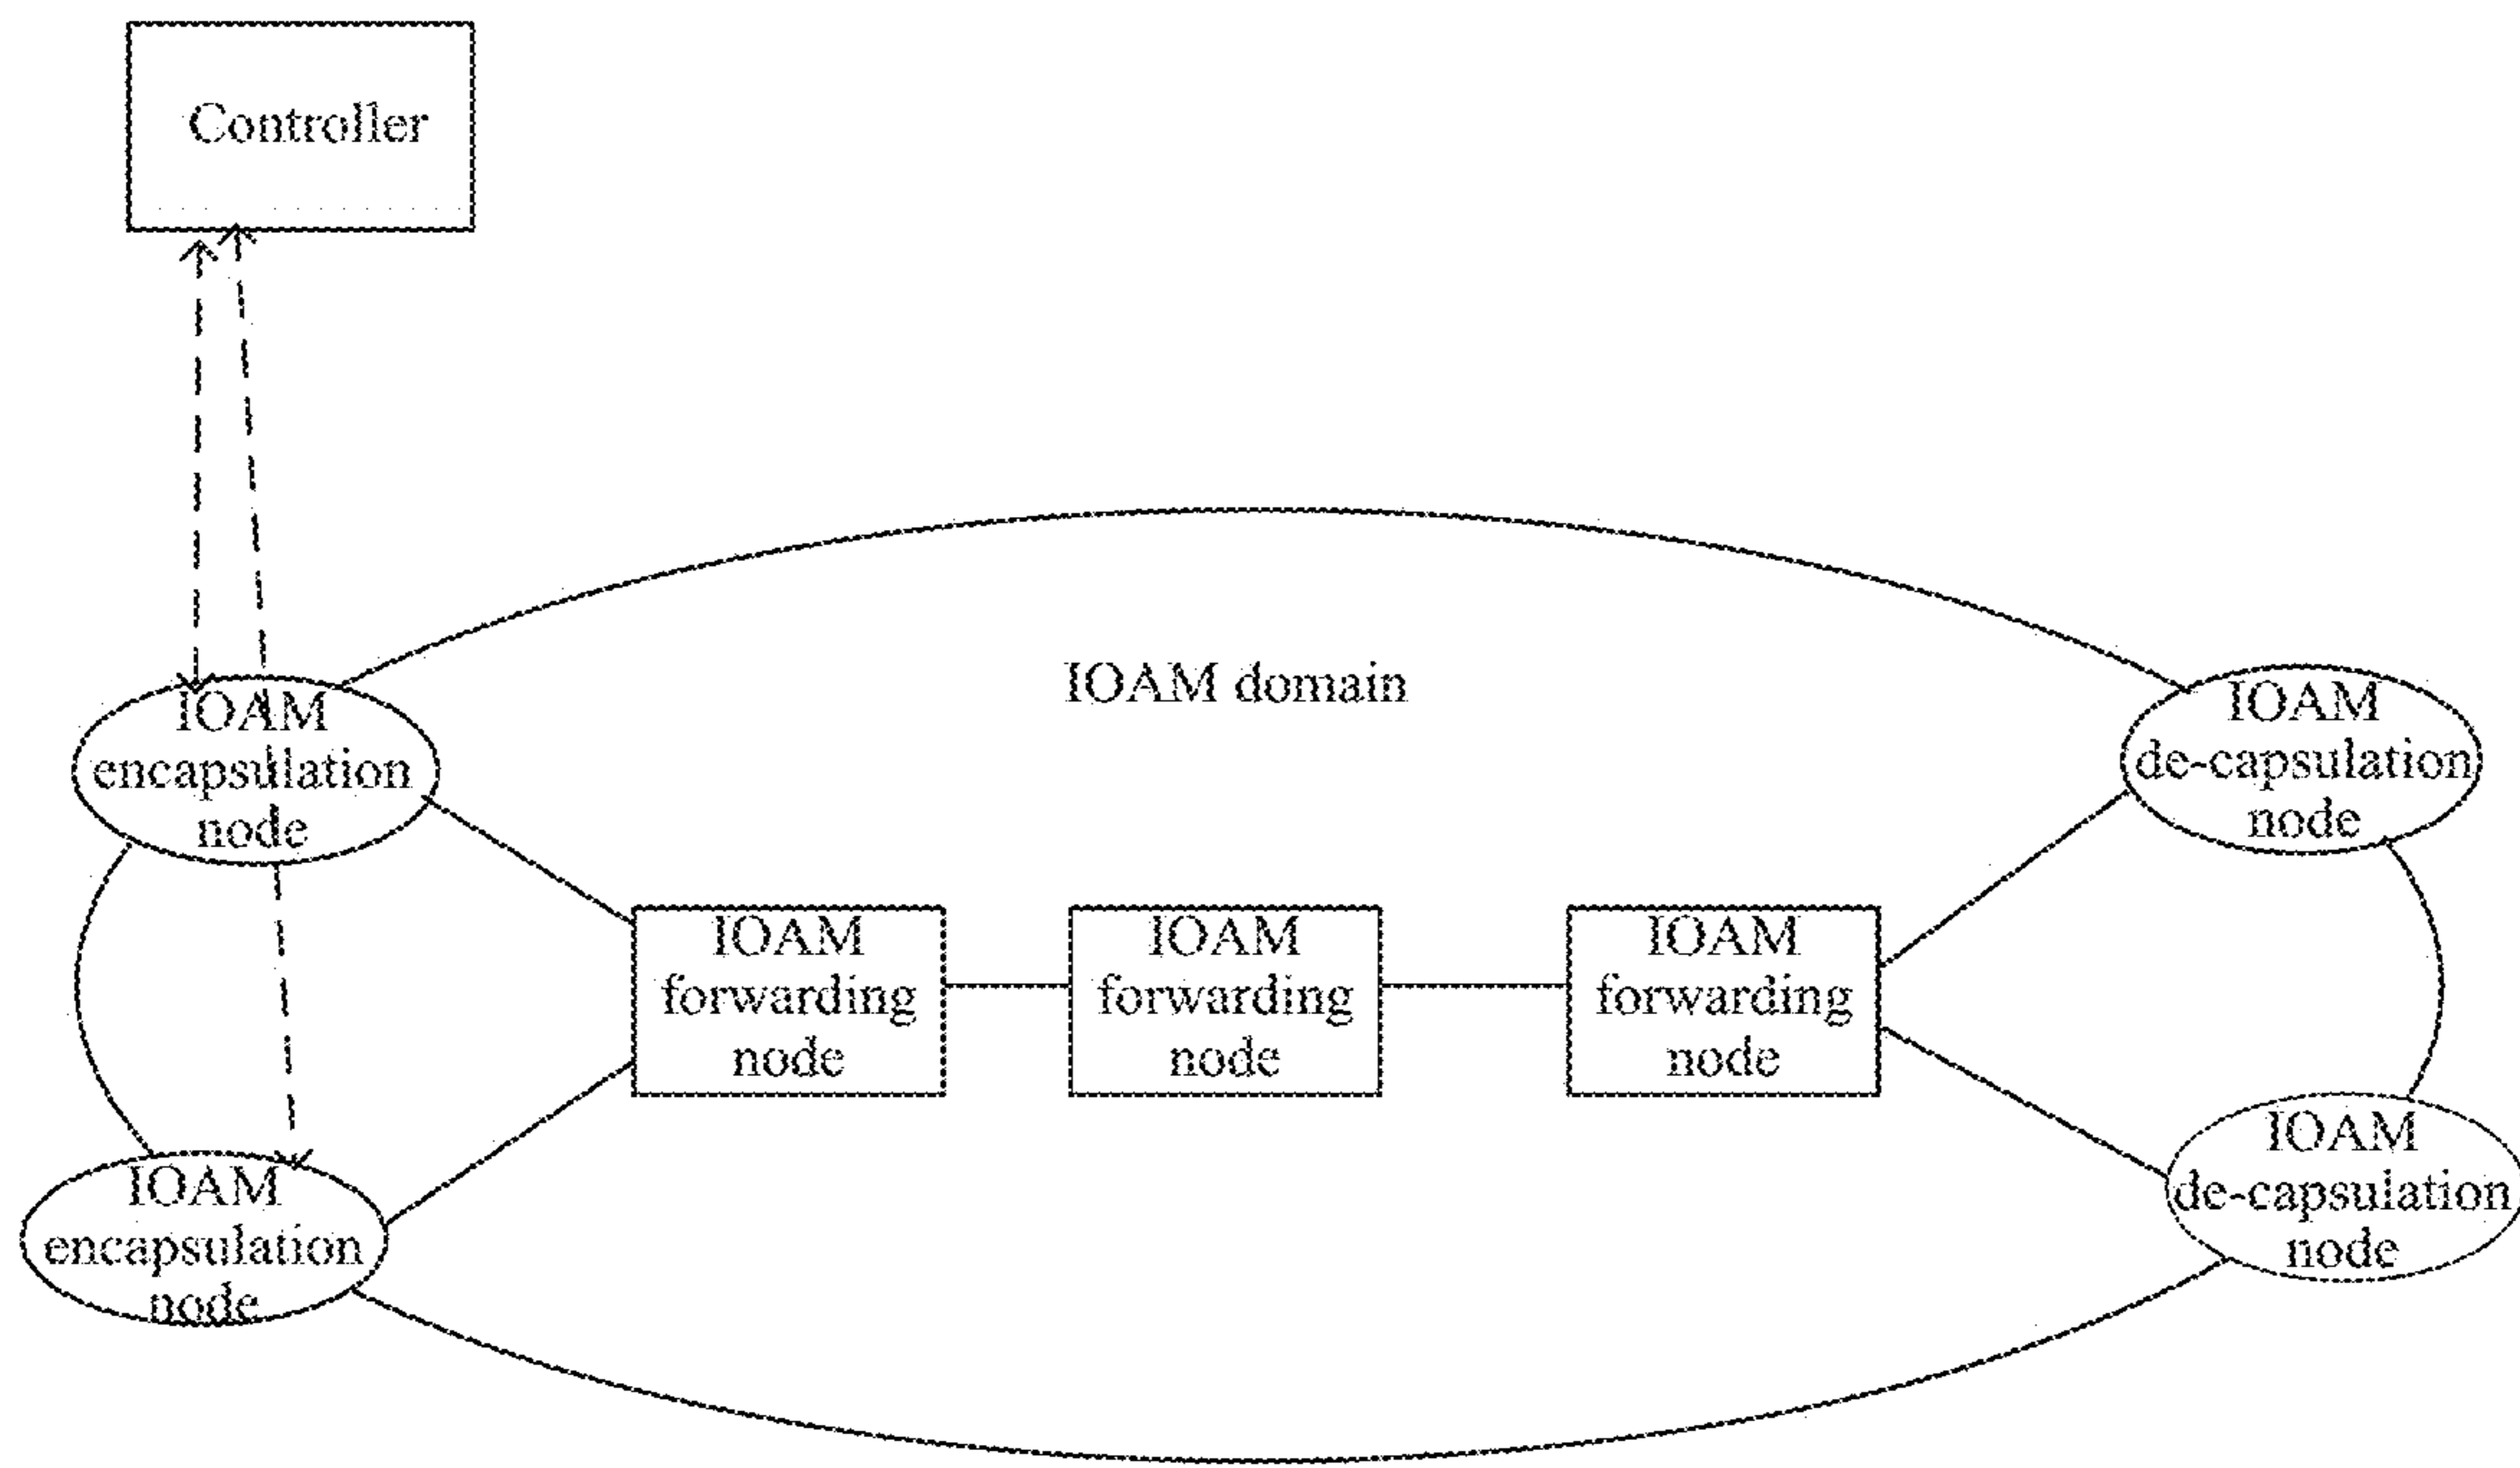 Controller
IOAM domain
IOAM
encapsulation
node
IOAM
de-capsulation
node
IOAM
forwarding
node
IOAM
forwarding
node
IOAM
forwarding
node
IOAM
encapsulation
node
IOAM
de-capsulation
node